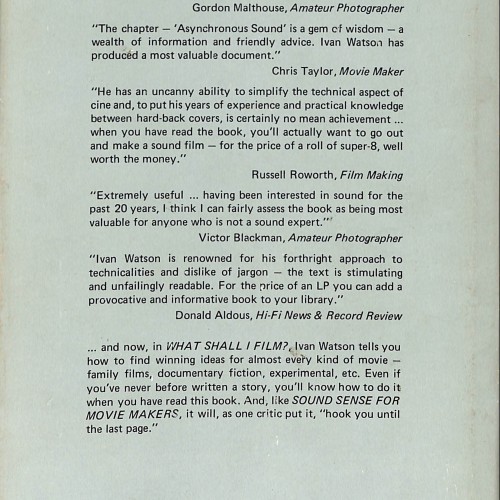 Gordon Malthouse, Amateur Photographer
"The chapter — 'Asynchronous Sound' is a gem of wisdom — a
wealth of information and friendly advice. Ivan Watson has
produced a most valuable document."
Chris Taylor, Movie Maker
"He has an uncanny ability to simplify the technical aspect of
cine and, to put his years of experience and practical knowledge
between hard-back covers, is certainly no mean achievement ...
when you have read the book, you'll actually want to go out
and make a sound film — for the price of a roll of super-8, well
worth the money."
Russell Roworth, Film Making
"Extremely useful ... having been interested in sound for the
past 20 years, I think I can fairly assess the book as being most
valuable for anyone who is not a sound expert."
Victor Blackman, Amateur Photographer
"Ivan Watson is renowned for his forthright approach to
technicalities and dislike of jargon — the text is stimulating
and unfailingly readable. For the price of an LP you can add a
provocative and informative book to your library."
Donald Aldous, Hi-Fi News & Record Review
... and now, in WHAT SHALL I FILM?, Ivan Watson tells you
how to find winning ideas for almost every kind of movie —
family films, documentary fiction, experimental, etc. Even if
you've never before written a story, you'll know how to do it
when you have read this book. And, like SOUND SENSE FOR
MOVIE MAKERS, it will, as one critic put it, "hook you until
the last page."